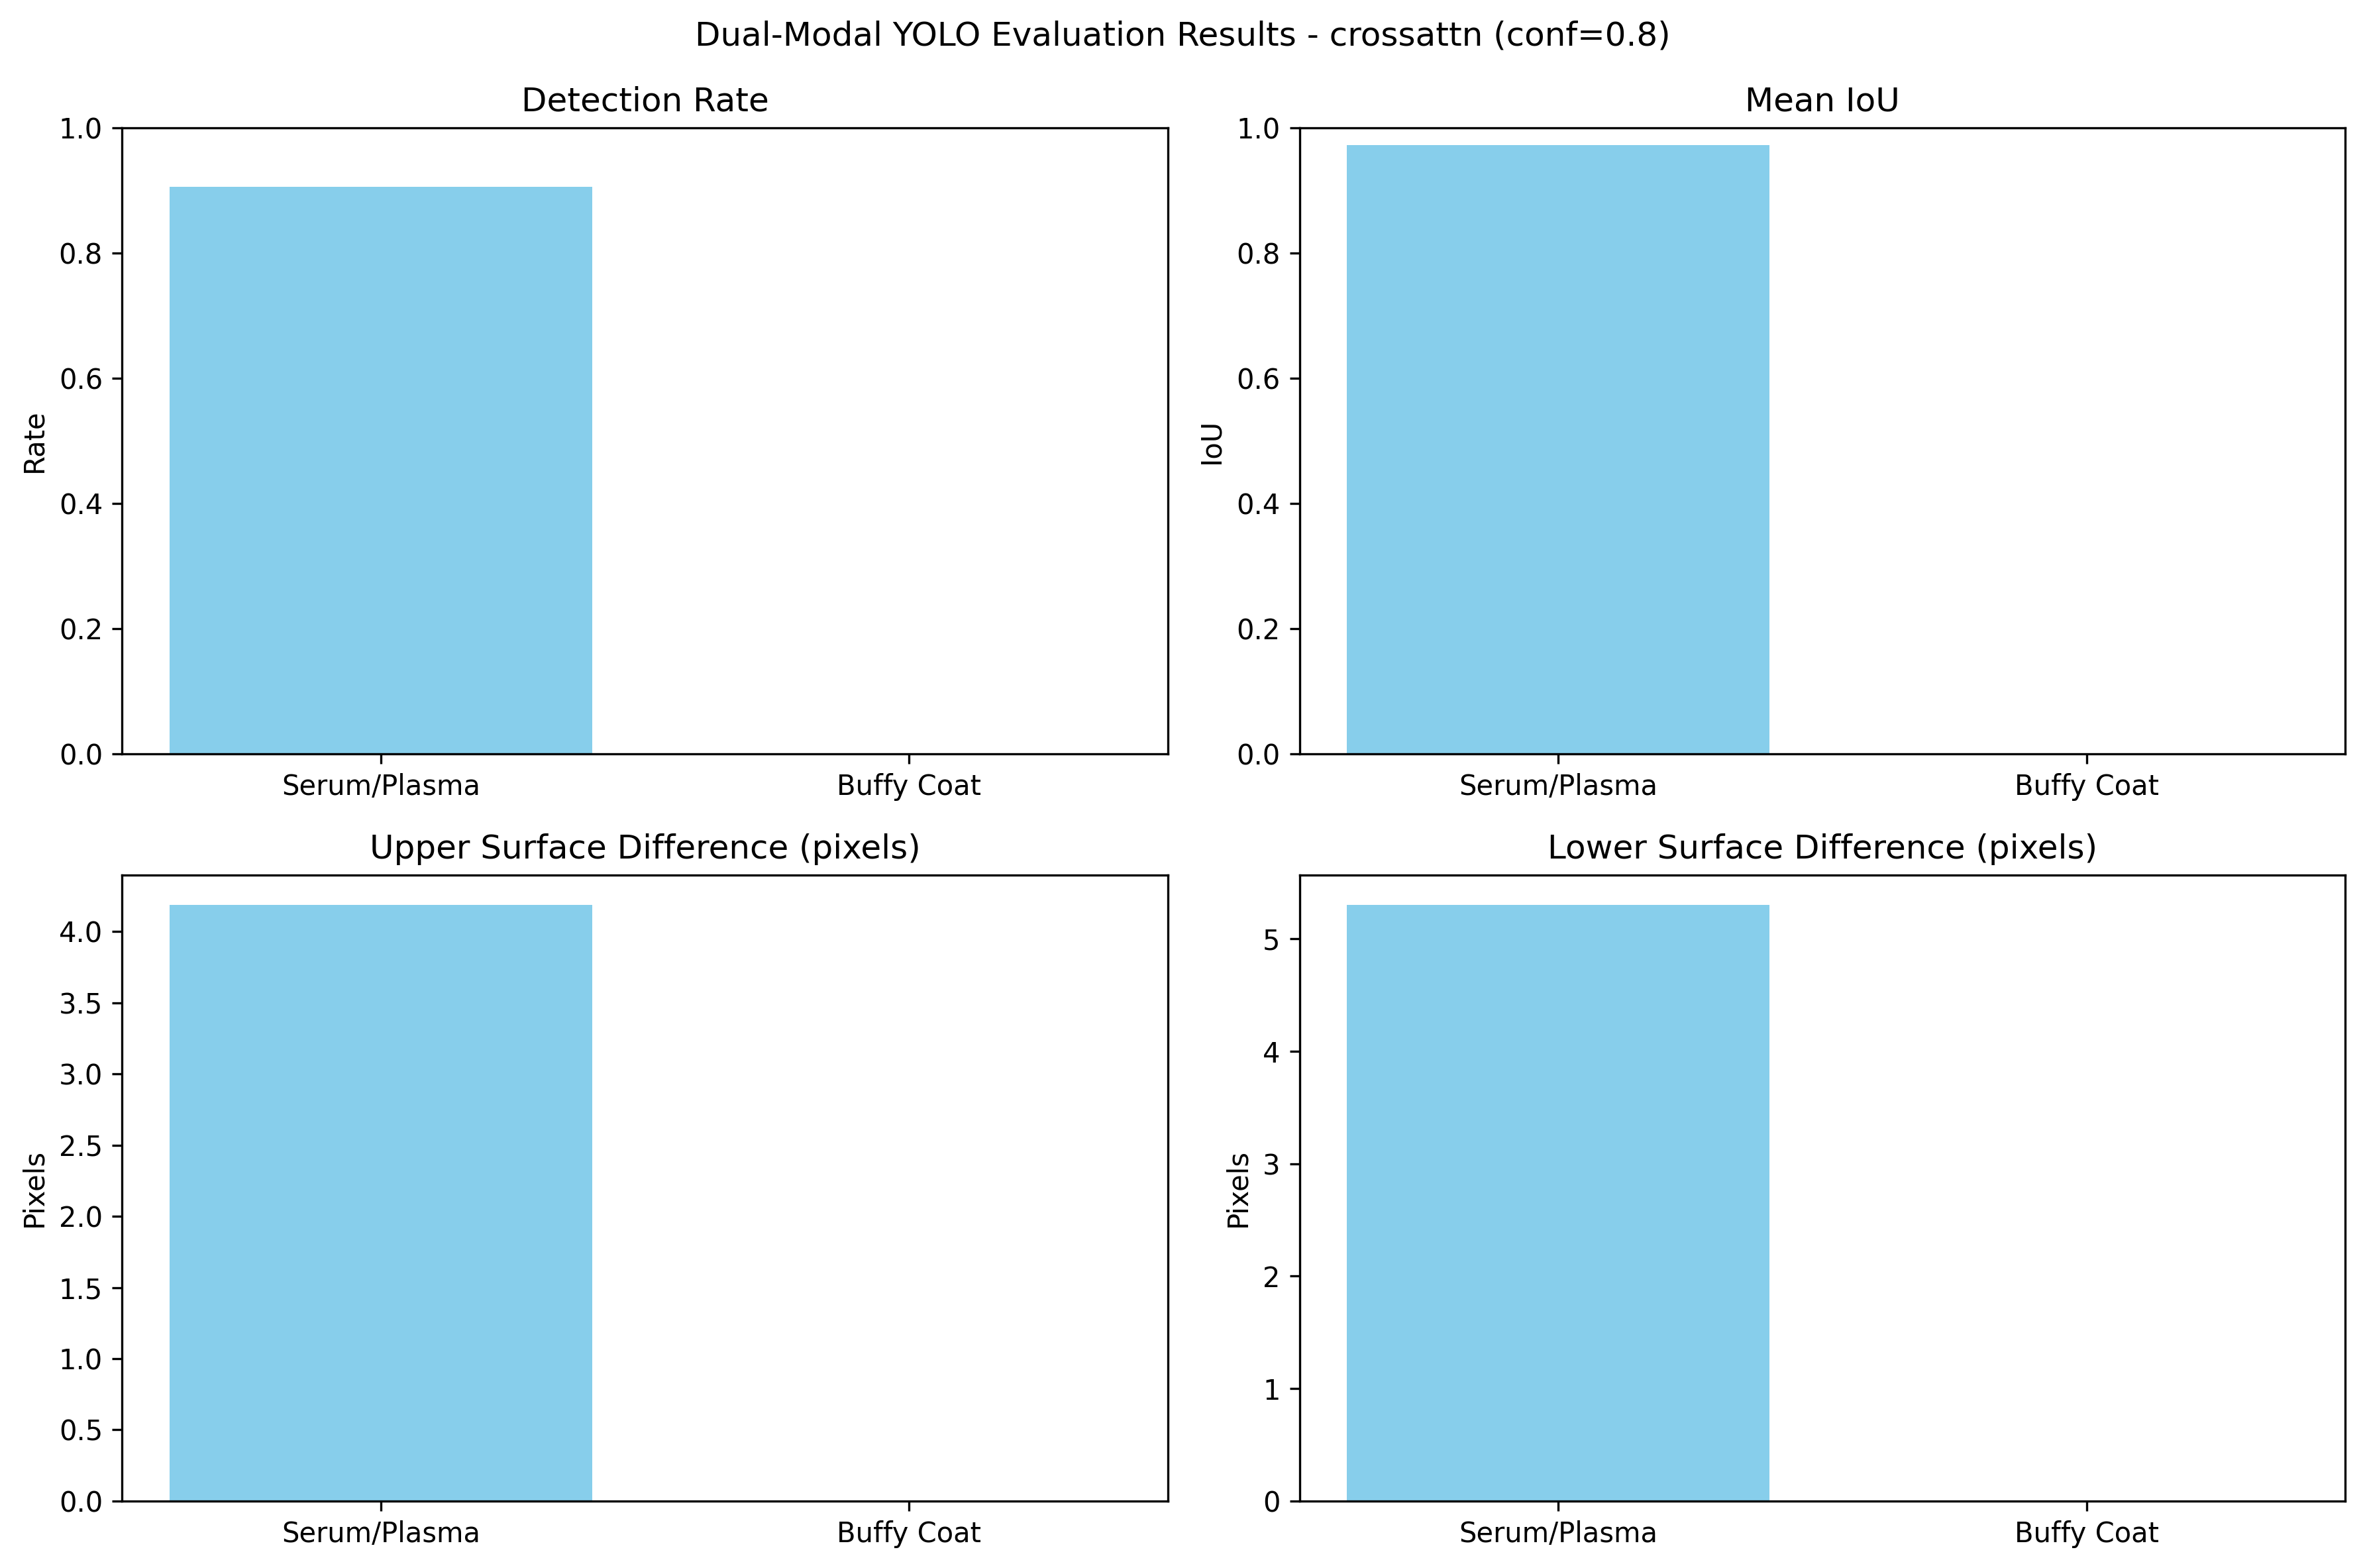 Dual-Modal YOLO Evaluation Results - crossattn (conf=0.8)
Detection Rate
1.0
0.8
0.6
0.4
0.2
0.0
Rate
Serum/Plasma
Buffy Coat
Mean IoU
1.0
0.8
0.6
0.4
0.2
0.0
IoU
Serum/Plasma
Buffy Coat
Upper Surface Difference (pixels)
4.0
3.5
3.0
2.5
2.0
1.5
1.0
0.5
0.0
Pixels
Serum/Plasma
Buffy Coat
Lower Surface Difference (pixels)
5
4
3
2
1
0
Pixels
Serum/Plasma
Buffy Coat